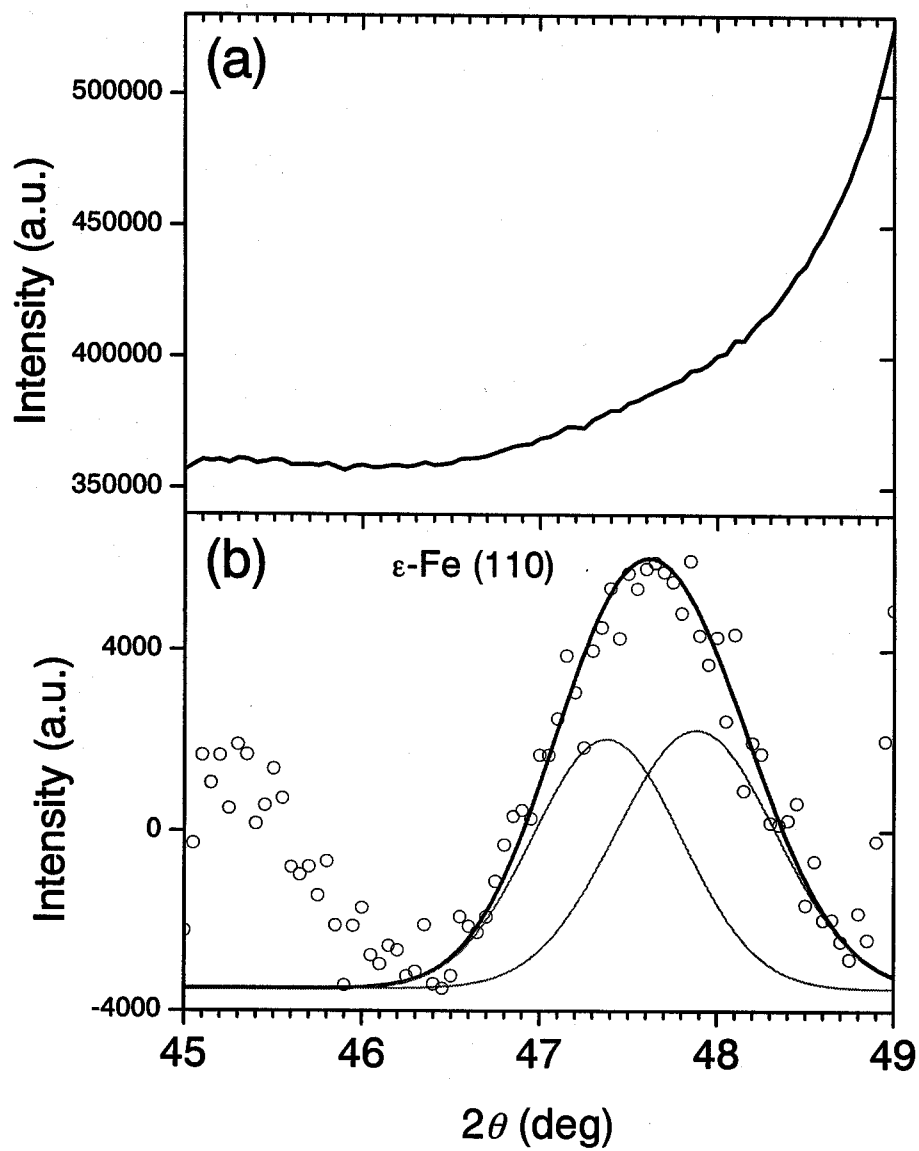 (a)
500000
450000
400000
350000
Intensity (a.u.)
(b)
ε-Fe (110)
4000
0
-4000
Intensity (a.u.)
45 46 47 48 49
2θ (deg)